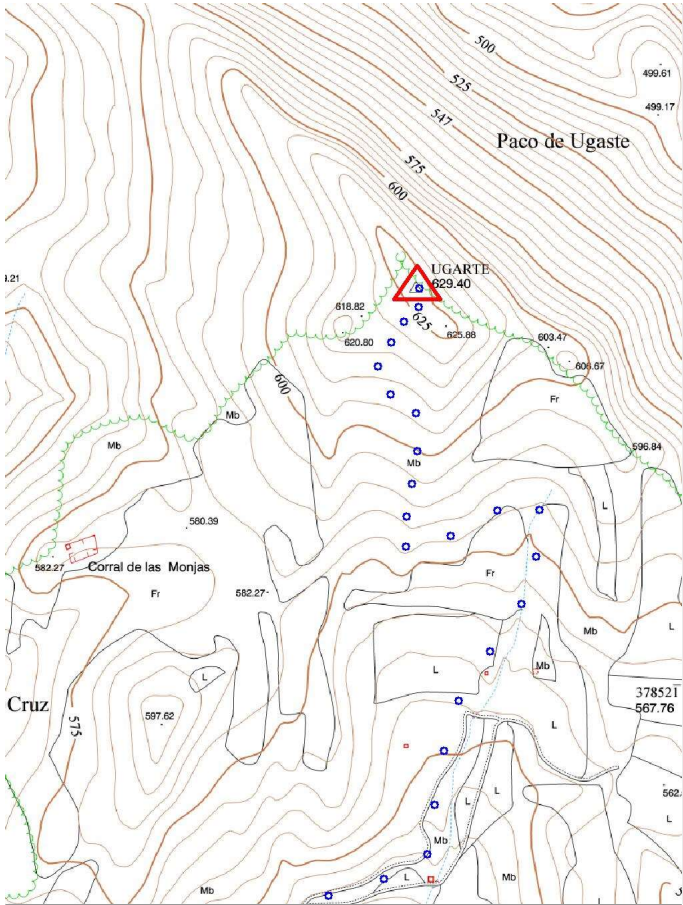 500
499.61
525
499.17
547
Paco de Ugaste
575
600
UGARTE
629.40
4.21
618.82
625
625.88
620.80
603.47
606.67
600
Fr
Mb
Mb
596.84
Mb
L
580.39
582.27
Corral de las Monjas
Fr
582.27
Fr
Mb
L
L
L
Mb
378521
567.76
Cruz
597.62
575
L
L
562.
L
L
Mb
L
Mb
Mb